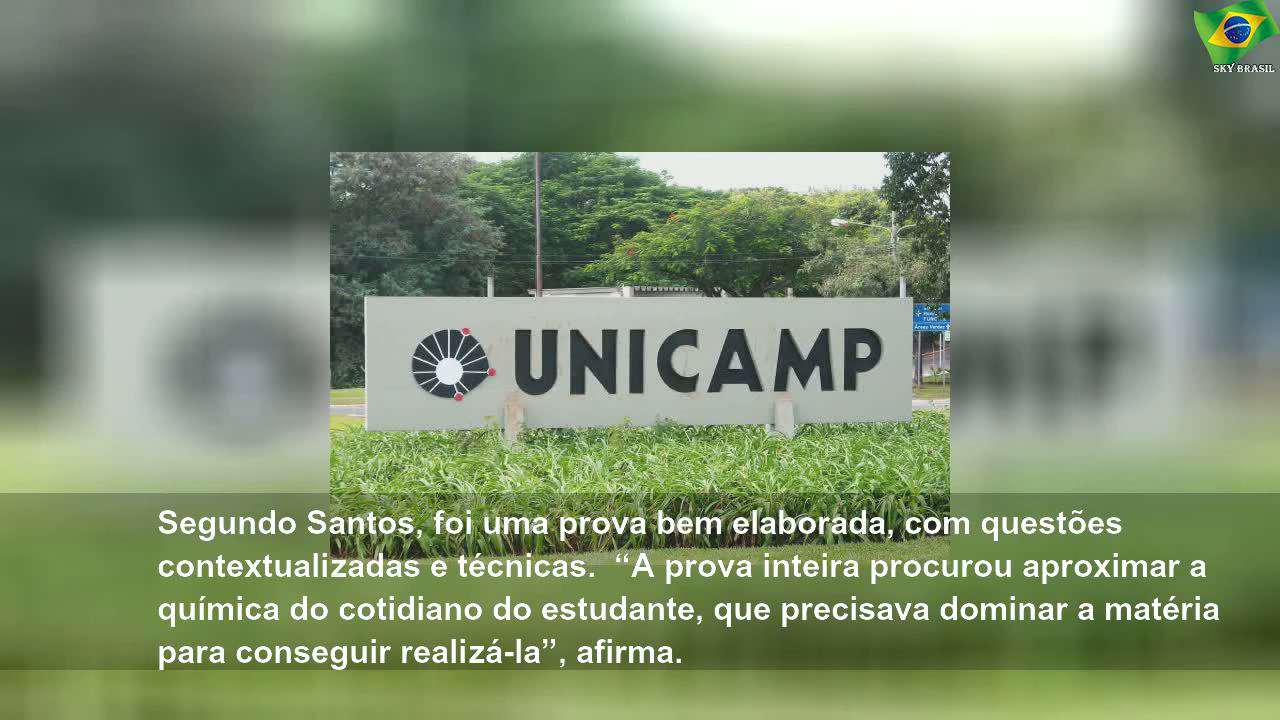 SKY BRASIL
UNICAMP
FUNC
Segundo Santos, foi uma prova bem elaborada, com questões
contextualizadas e técnicas. “A prova inteira procurou aproximar a
química do cotidiano do estudante, que precisava dominar a matéria
para conseguir realizá-la”, afirma.